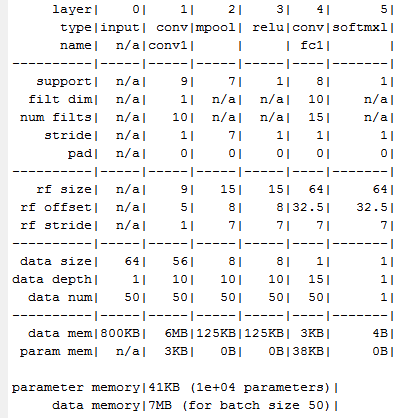 layer|    0|    1|    2|    3|    4|      5|
type|input| conv|mpool| relu| conv|softmxl|
name|  n/a|conv1|     |     |  fc1|       |
----------|-----|-----|-----|-----|-----|-------|
support|  n/a|    9|    7|    1|    8|      1|
filt dim|  n/a|    1|  n/a|  n/a|   10|    n/a|
num filts|  n/a|   10|  n/a|  n/a|   15|    n/a|
stride|  n/a|    1|    7|    1|    1|      1|
pad|  n/a|    0|    0|    0|    0|      0|
----------|-----|-----|-----|-----|-----|-------|
rf size|  n/a|    9|   15|   15|   64|     64|
rf offset|  n/a|    5|    8|    8| 32.5|   32.5|
rf stride|  n/a|    1|    7|    7|    7|      7|
----------|-----|-----|-----|-----|-----|-------|
data size|   64|   56|    8|    8|    1|      1|
data depth|    1|   10|   10|   10|   15|      1|
data num|   50|   50|   50|   50|   50|      1|
----------|-----|-----|-----|-----|-----|-------|
data mem|800KB|  6MB|125KB|125KB|  3KB|     4B|
param mem|  n/a|  3KB|   0B|   0B| 38KB|     0B|
parameter memory|41KB (1e+04 parameters)|
data memory|7MB (for batch size 50)|